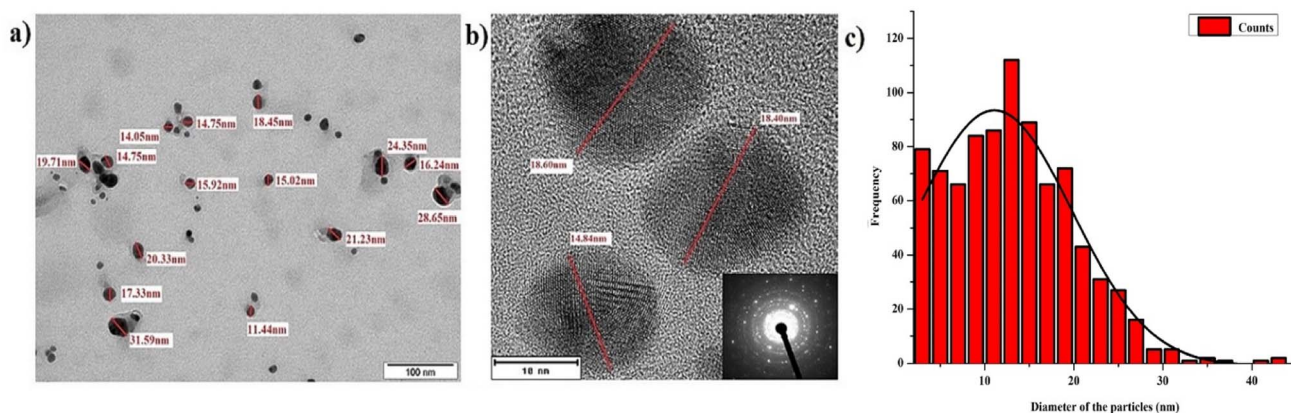 a)
18.45nm
14.75nm
14.05nm
24.35nm
19.71nm
14.75nm
16.24nm
15.92nm
15.02nm
28.65nm
21.23nm
20.33nm
17.33nm
11.44nm
31.59nm
100 nm
b)
18.40nm
18.60nm
14.84nm
10 nm
c)
Counts
Frequency
120
100
80
60
40
20
0
10
20
30
40
Diameter of the particles (nm)